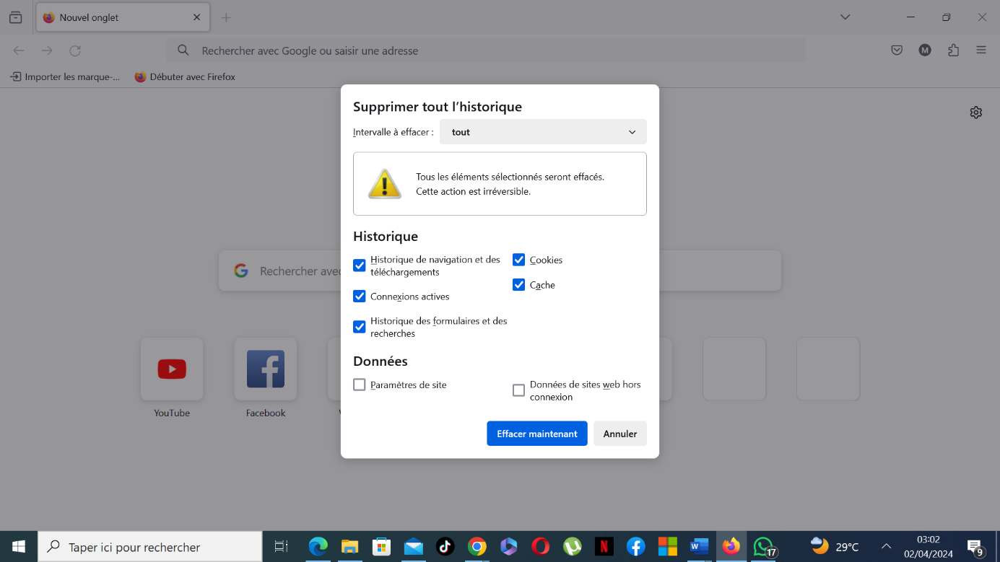 Nouvel onglet
Rechercher avec Google ou saisir une adresse
M
Importer les marque-...
Débuter avec Firefox
Supprimer tout l’historique
Intervalle à effacer :
tout
Tous les éléments sélectionnés seront effacés.
Cette action est irréversible.
Historique
Historique de navigation et des
téléchargements
Cookies
Cache
Connexions actives
Historique des formulaires et des
recherches
Rechercher avec
Données
Paramètres de site
Données de sites web hors
connexion
YouTube
Facebook
Effacer maintenant
Annuler
Taper ici pour rechercher
17
29°C
03:02
02/04/2024
9